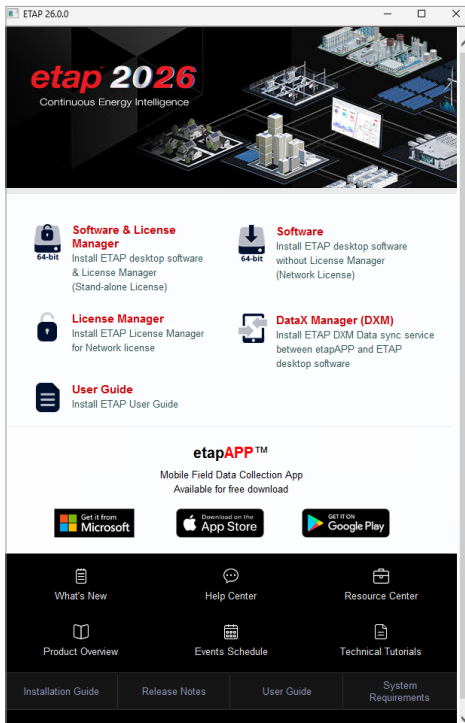 ETAP 26.0.0
etap 2026
Continuous Energy Intelligence
Software & License
Manager
Install ETAP desktop software
& License Manager
(Stand-alone License)
64-bit
Software
Install ETAP desktop software
without License Manager
(Network License)
64-bit
License Manager
Install ETAP License Manager
for Network license
DataX Manager (DXM)
Install ETAP DXM Data sync service
between etapAPP and ETAP
desktop software
User Guide
Install ETAP User Guide
etapAPP™
Mobile Field Data Collection App
Available for free download
Get it from
Microsoft
Download on the
App Store
GET IT ON
Google Play
What's New
Help Center
Resource Center
Product Overview
Events Schedule
Technical Tutorials
Installation Guide
Release Notes
User Guide
System
Requirements